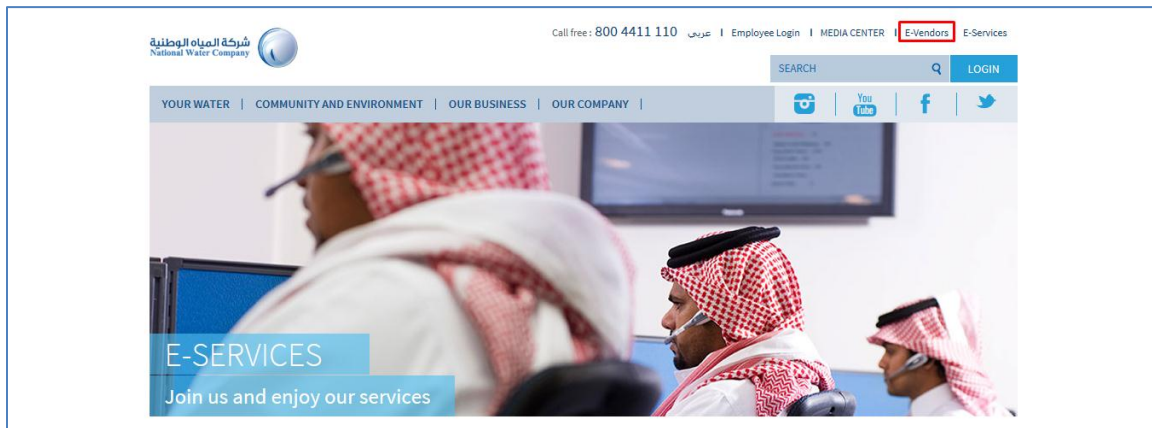 شركة المياه الوطنية
National Water Company
Call free : 800 4411 110 عربي I Employee Login I MEDIA CENTER I E-Vendors E-Services
SEARCH LOGIN
YOUR WATER | COMMUNITY AND ENVIRONMENT | OUR BUSINESS | OUR COMPANY |
You Tube
E-SERVICES
Join us and enjoy our services